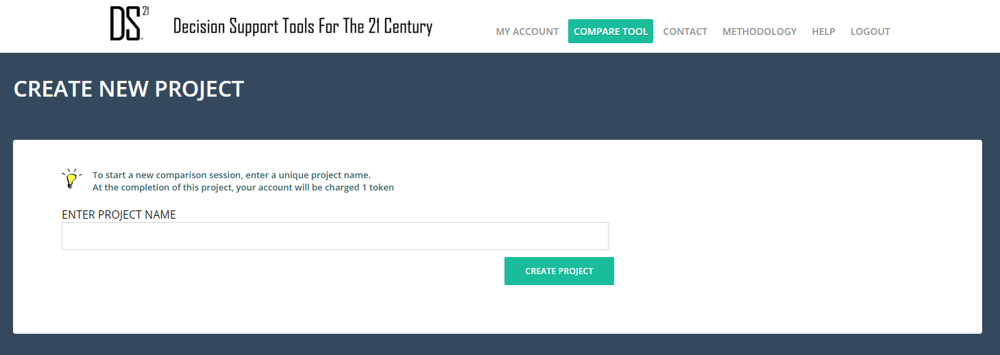 DS 21
Decision Support Tools For The 21 Century
MY ACCOUNT COMPARE TOOL CONTACT METHODOLOGY HELP LOGOUT
CREATE NEW PROJECT
To start a new comparison session, enter a unique project name.
At the completion of this project, your account will be charged 1 token
ENTER PROJECT NAME
CREATE PROJECT